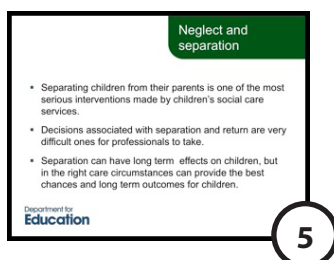 Neglect and
separation
▪ Separating children from their parents is one of the most
serious interventions made by children's social care
services.
▪ Decisions associated with separation and return are very
difficult ones for professionals to take.
▪ Separation can have long term effects on children, but
in the right care circumstances can provide the best
chances and long term outcomes for children.
Department for
Education
5